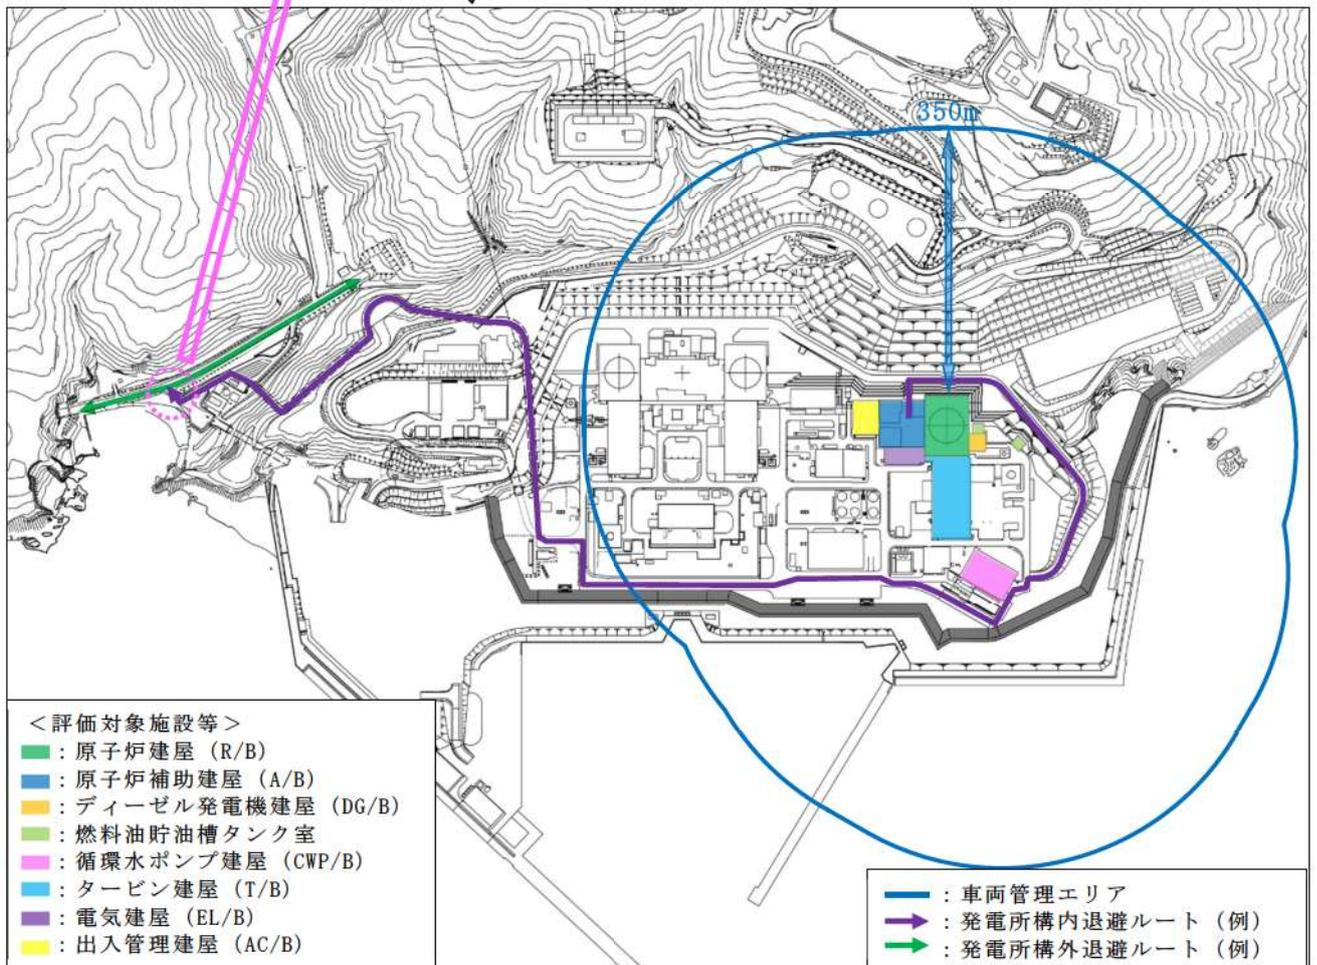 350m
＜評価対象施設等＞
：原子炉建屋（R/B）
：原子炉補助建屋（A/B）
：ディーゼル発電機建屋（DG/B）
：燃料油貯油槽タンク室
：循環水ポンプ建屋（CWP/B）
：タービン建屋（T/B）
：電気建屋（EL/B）
：出入管理建屋（AC/B）
：車両管理エリア
：発電所構内退避ルート（例）
：発電所構外退避ルート（例）